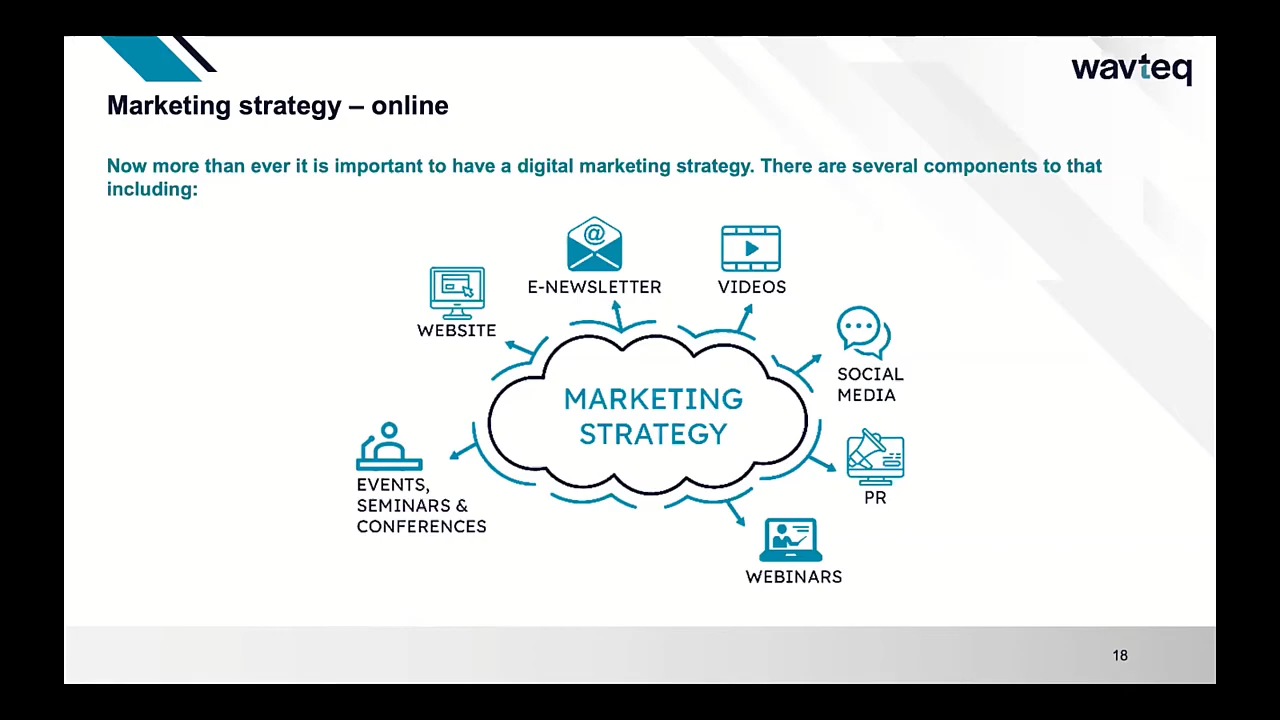 wavteq
Marketing strategy – online
Now more than ever it is important to have a digital marketing strategy. There are several components to that
including:
@
E-NEWSLETTER
VIDEOS
WEBSITE
SOCIAL
MEDIA
MARKETING
STRATEGY
EVENTS,
SEMINARS &
CONFERENCES
PR
WEBINARS
18